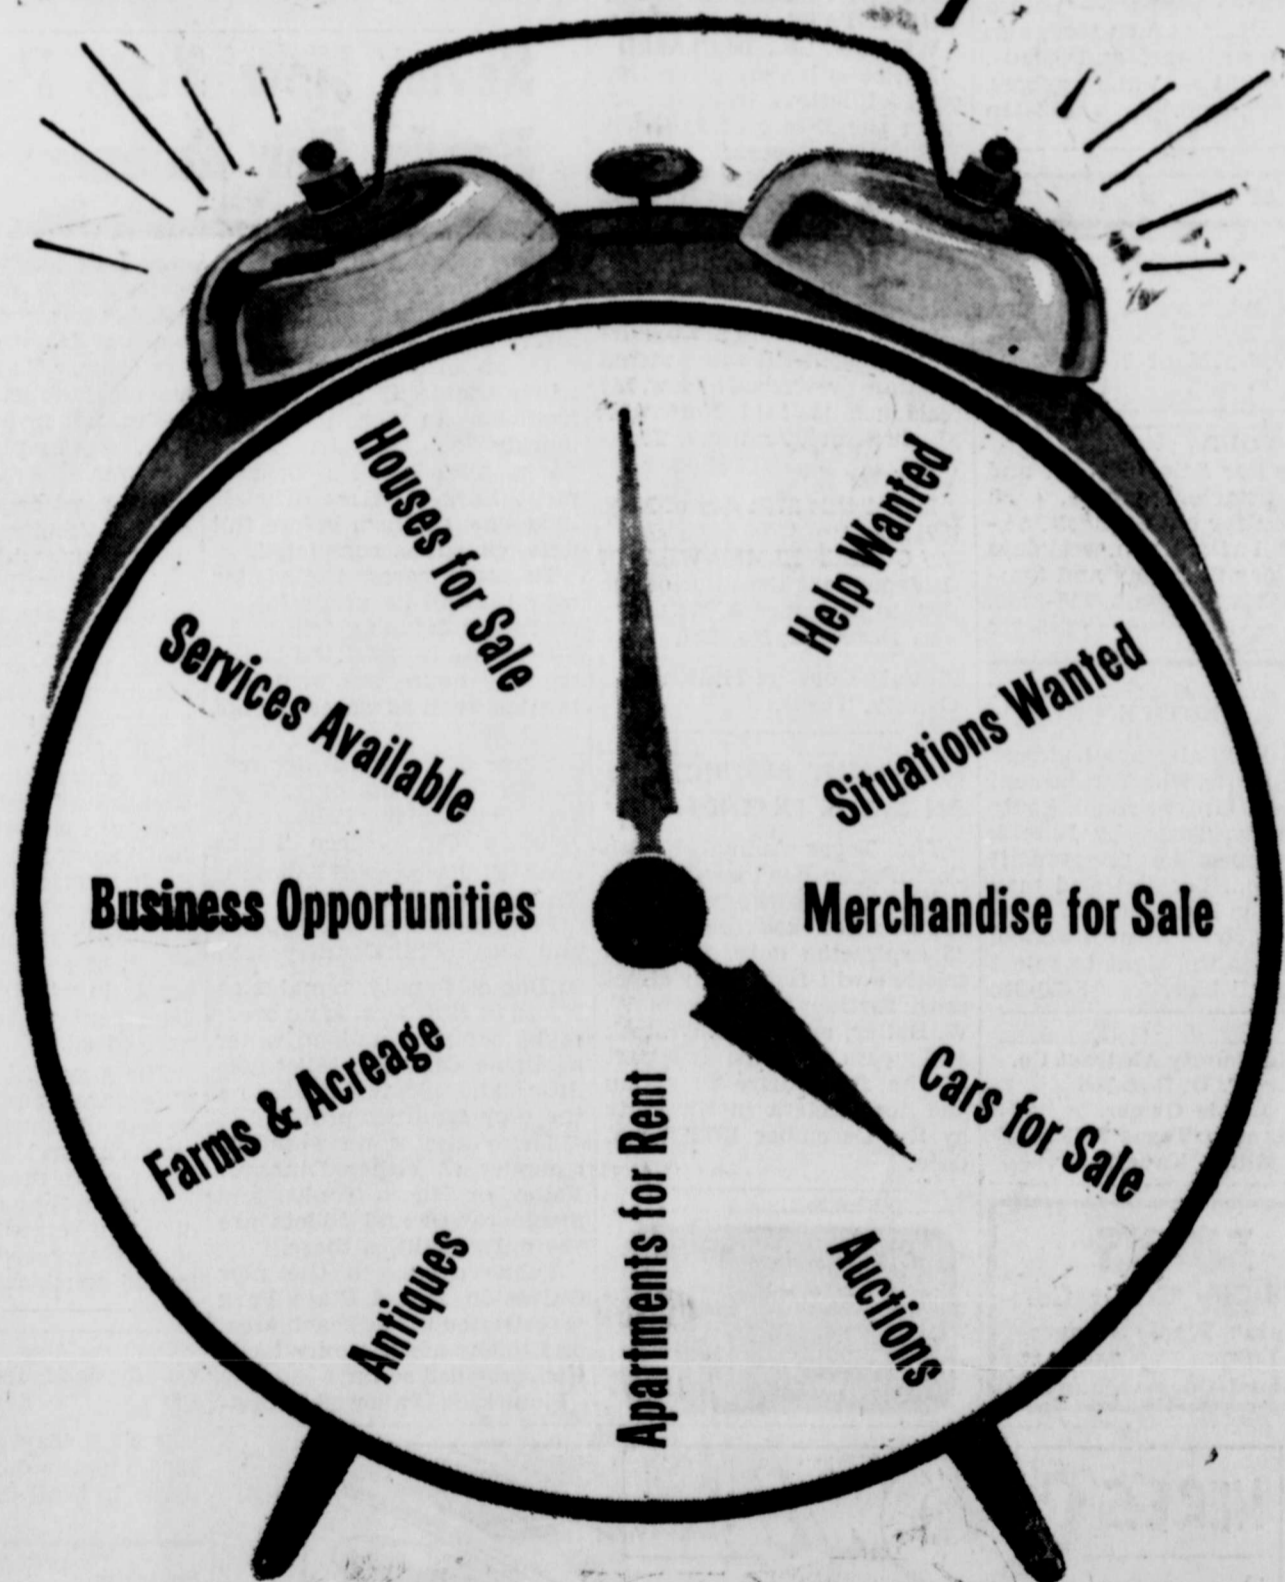 Help Wanted
Situations Wanted
Merchandise for Sale
Cars for Sale
Auctions
Apartments for Rent
Antiques
Farms & Acreage
Business Opportunities
Services Available
Houses for Sale